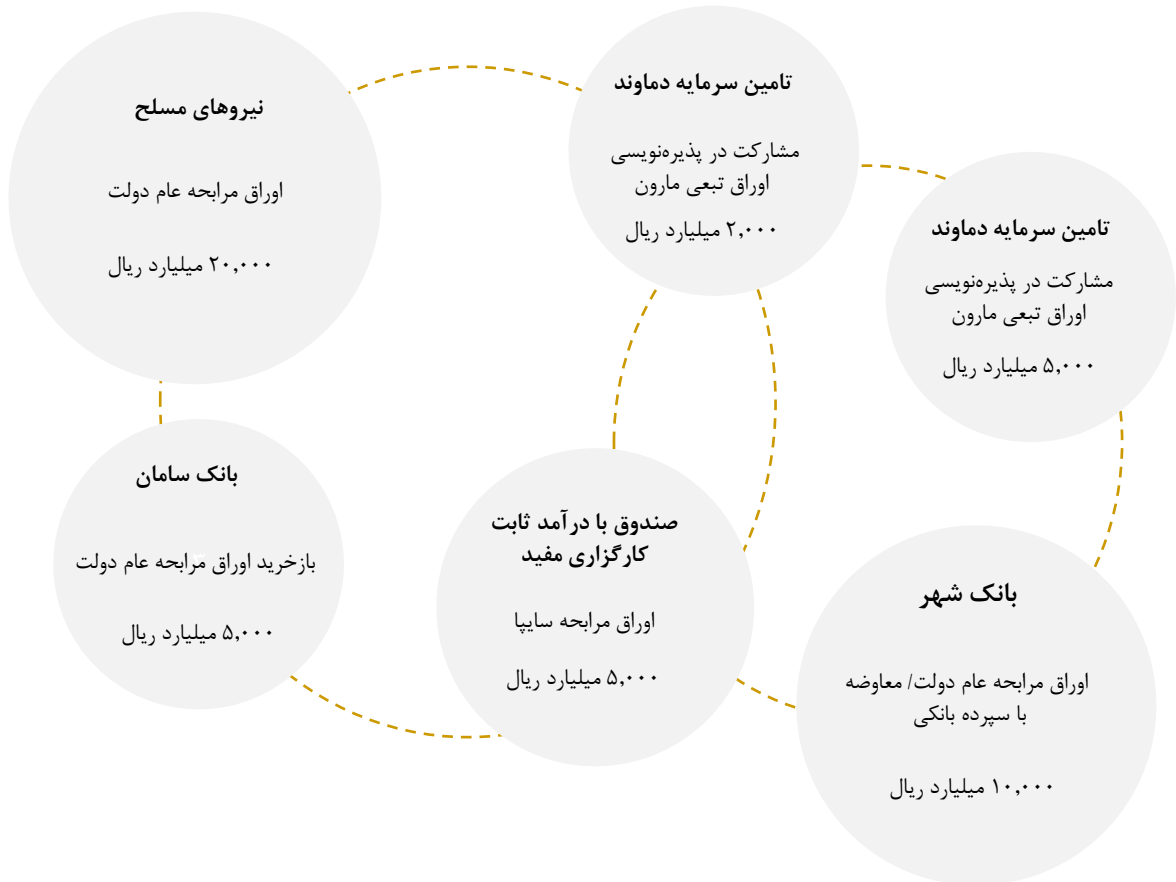 نیروهای مسلح
اوراق مرابحه عام دولت
۲۰,۰۰۰ میلیارد ریال
تامین سرمایه دماوند
مشارکت در پذیره‌نویسی
اوراق تبعی مارون
۲,۰۰۰ میلیارد ریال
تامین سرمایه دماوند
مشارکت در پذیره‌نویسی
اوراق تبعی مارون
۵,۰۰۰ میلیارد ریال
بانک سامان
بازخرید اوراق مرابحه عام دولت
۵,۰۰۰ میلیارد ریال
صندوق با درآمد ثابت
کارگزاری مفید
اوراق مرابحه سایپا
۵,۰۰۰ میلیارد ریال
بانک شهر
اوراق مرابحه عام دولت/ معاوضه
با سپرده بانکی
۱۰,۰۰۰ میلیارد ریال